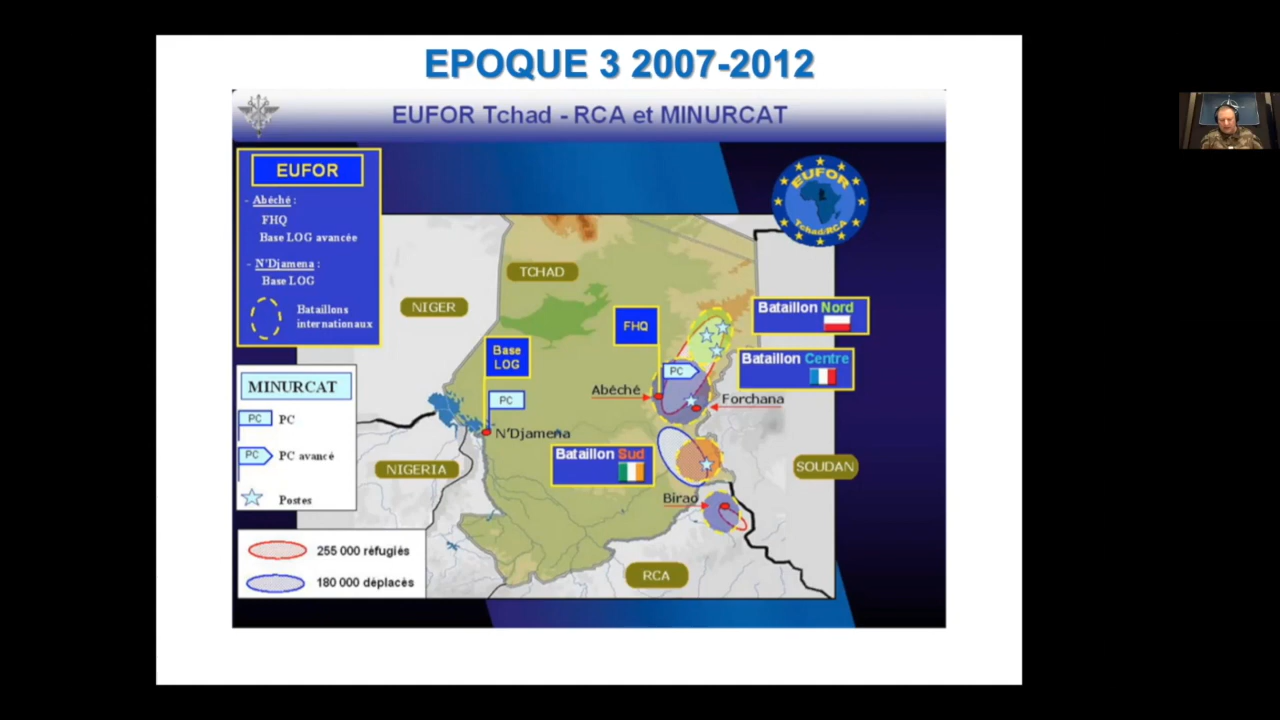 EPOQUE 3 2007-2012
EUFOR Tchad - RCA et MINURCAT
EUFOR
- Abéché :
FHQ
Base LOG avancée
- N'Djamena :
Base LOG
Bataillons
internationaux
MINURCAT
PC
PC
PC
PC avancé
Postes
255 000 réfugiés
180 000 déplacès
EUFOR
Tchad/RCA
TCHAD
NIGER
FHQ
Bataillon Nord
Base
LOG
Bataillon Centre
PC
Abéché
PC
Forchana
N'Djamena
Bataillon Sud
NIGERIA
SOUDAN
Birao
RCA